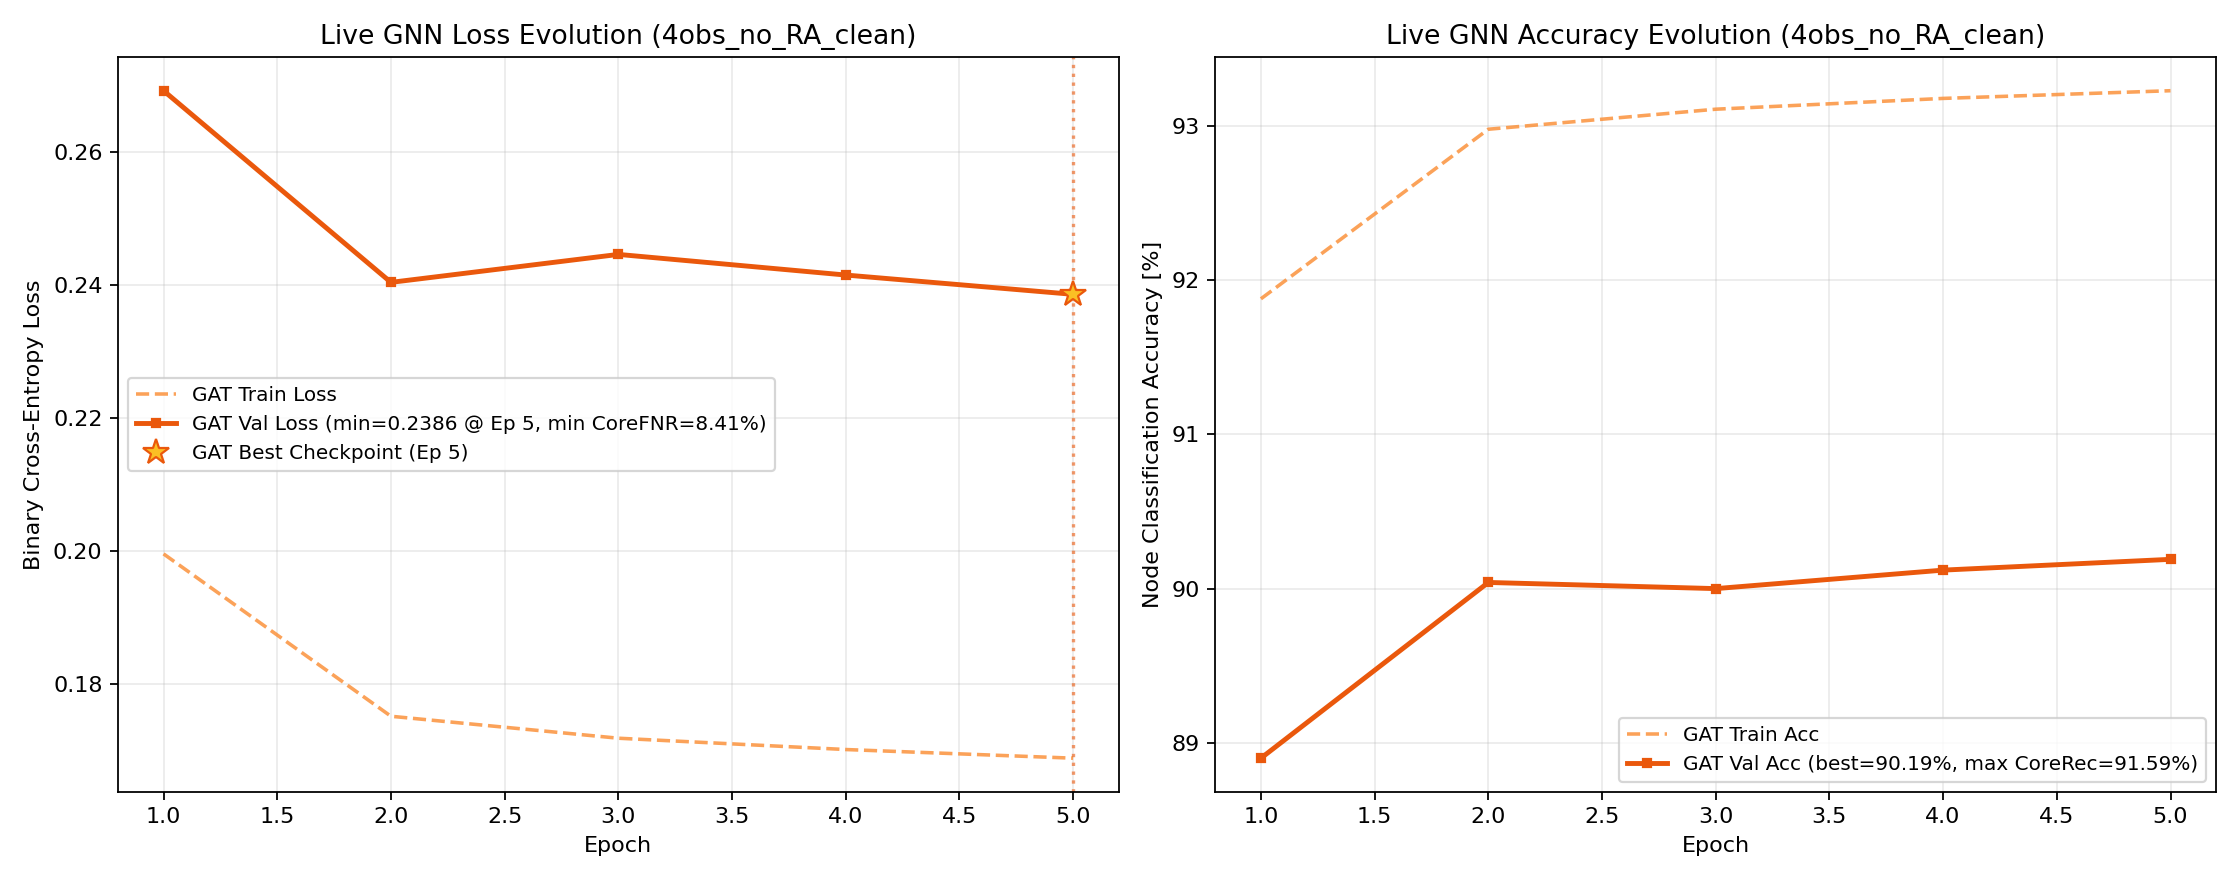 Live GNN Loss Evolution (4obs_no_RA_clean)
Binary Cross-Entropy Loss
0.26
0.24
0.22
0.20
0.18
GAT Train Loss
GAT Val Loss (min=0.2386 @ Ep 5, min CoreFNR=8.41%)
GAT Best Checkpoint (Ep 5)
1.0 1.5 2.0 2.5 3.0 3.5 4.0 4.5 5.0
Epoch
Live GNN Accuracy Evolution (4obs_no_RA_clean)
Node Classification Accuracy [%]
93
92
91
90
89
GAT Train Acc
GAT Val Acc (best=90.19%, max CoreRec=91.59%)
1.0 1.5 2.0 2.5 3.0 3.5 4.0 4.5 5.0
Epoch